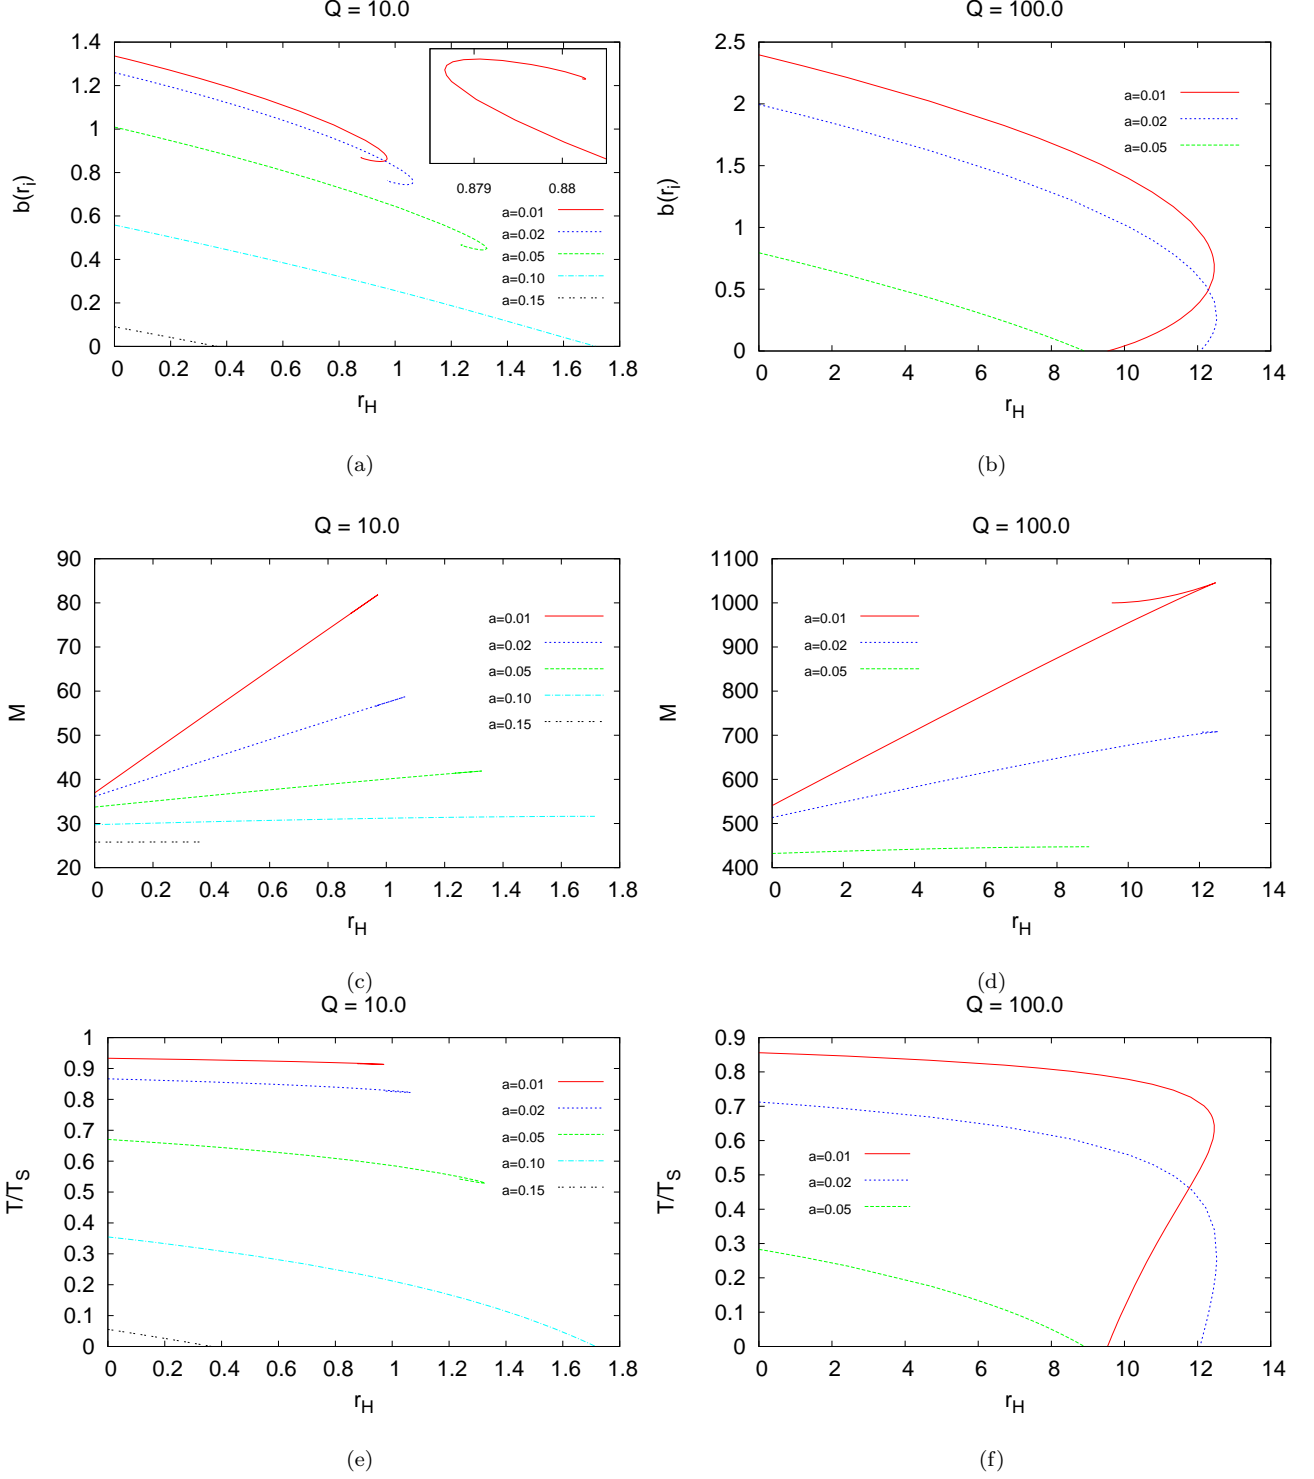 Q = 10.0
1.4
1.2
1
0.8
0.6
0.4
0.2
0
b(r_i)
0.879 0.88
a=0.01
a=0.02
a=0.05
a=0.10
a=0.15
0 0.2 0.4 0.6 0.8 1 1.2 1.4 1.6 1.8
r_H
(a)
Q = 100.0
2.5
2
1.5
1
0.5
0
b(r_i)
a=0.01
a=0.02
a=0.05
0 2 4 6 8 10 12 14
r_H
(b)
Q = 10.0
90
80
70
60
50
40
30
20
M
a=0.01
a=0.02
a=0.05
a=0.10
a=0.15
0 0.2 0.4 0.6 0.8 1 1.2 1.4 1.6 1.8
r_H
(c)
Q = 100.0
1100
1000
900
800
700
600
500
400
M
a=0.01
a=0.02
a=0.05
0 2 4 6 8 10 12 14
r_H
(d)
Q = 10.0
1
0.9
0.8
0.7
0.6
0.5
0.4
0.3
0.2
0.1
0
T/T_S
a=0.01
a=0.02
a=0.05
a=0.10
a=0.15
0 0.2 0.4 0.6 0.8 1 1.2 1.4 1.6 1.8
r_H
(e)
Q = 100.0
0.9
0.8
0.7
0.6
0.5
0.4
0.3
0.2
0.1
0
T/T_S
a=0.01
a=0.02
a=0.05
0 2 4 6 8 10 12 14
r_H
(f)